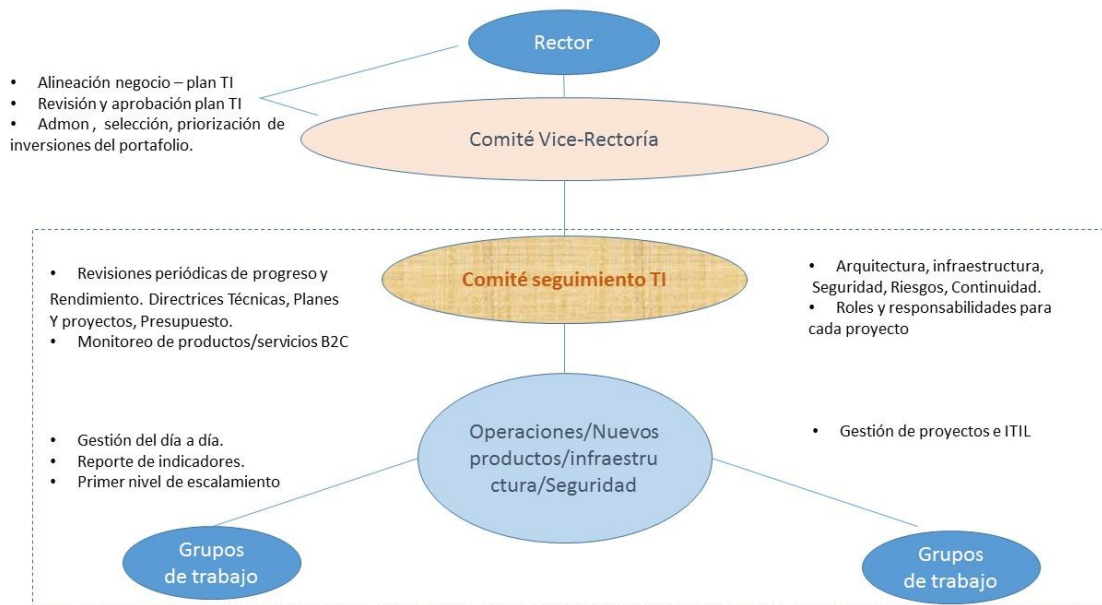 Rector
• Alineación negocio – plan TI
• Revisión y aprobación plan TI
• Admon , selección, priorización de
inversiones del portafolio.
Comité Vice-Rectoría
Comité seguimiento TI
• Revisiones periódicas de progreso y
Rendimiento. Directrices Técnicas, Planes
Y proyectos, Presupuesto.
• Monitoreo de productos/servicios B2C
• Arquitectura, infraestructura,
Seguridad, Riesgos, Continuidad.
• Roles y responsabilidades para
cada proyecto
Operaciones/Nuevos
productos/infraestru
ctura/Seguridad
• Gestión del día a día.
• Reporte de indicadores.
• Primer nivel de escalamiento
• Gestión de proyectos e ITIL
Grupos
de trabajo
Grupos
de trabajo